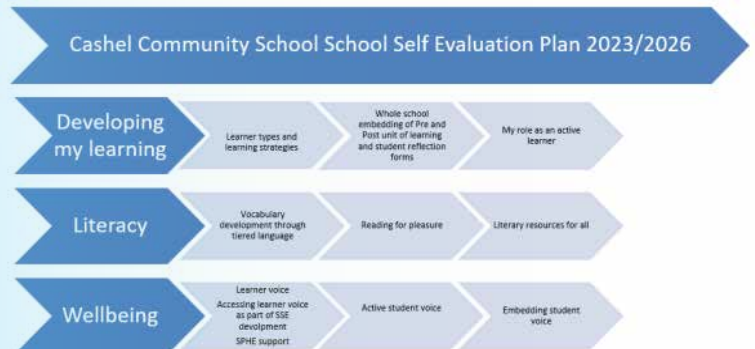 Cashel Community School School Self Evaluation Plan 2023/2026
Developing
my learning
Learner types and
learning strategies
Whole school
embedding of Pre and
Post unit of learning
and student reflection
forms
My role as an active
learner
Literacy
Vocabulary
development through
tiered language
Reading for pleasure
Literary resources for all
Wellbeing
Learner voice
Accessing learner voice
as part of SSE
devolpment
SPHE support
Active student voice
Embedding student
voice